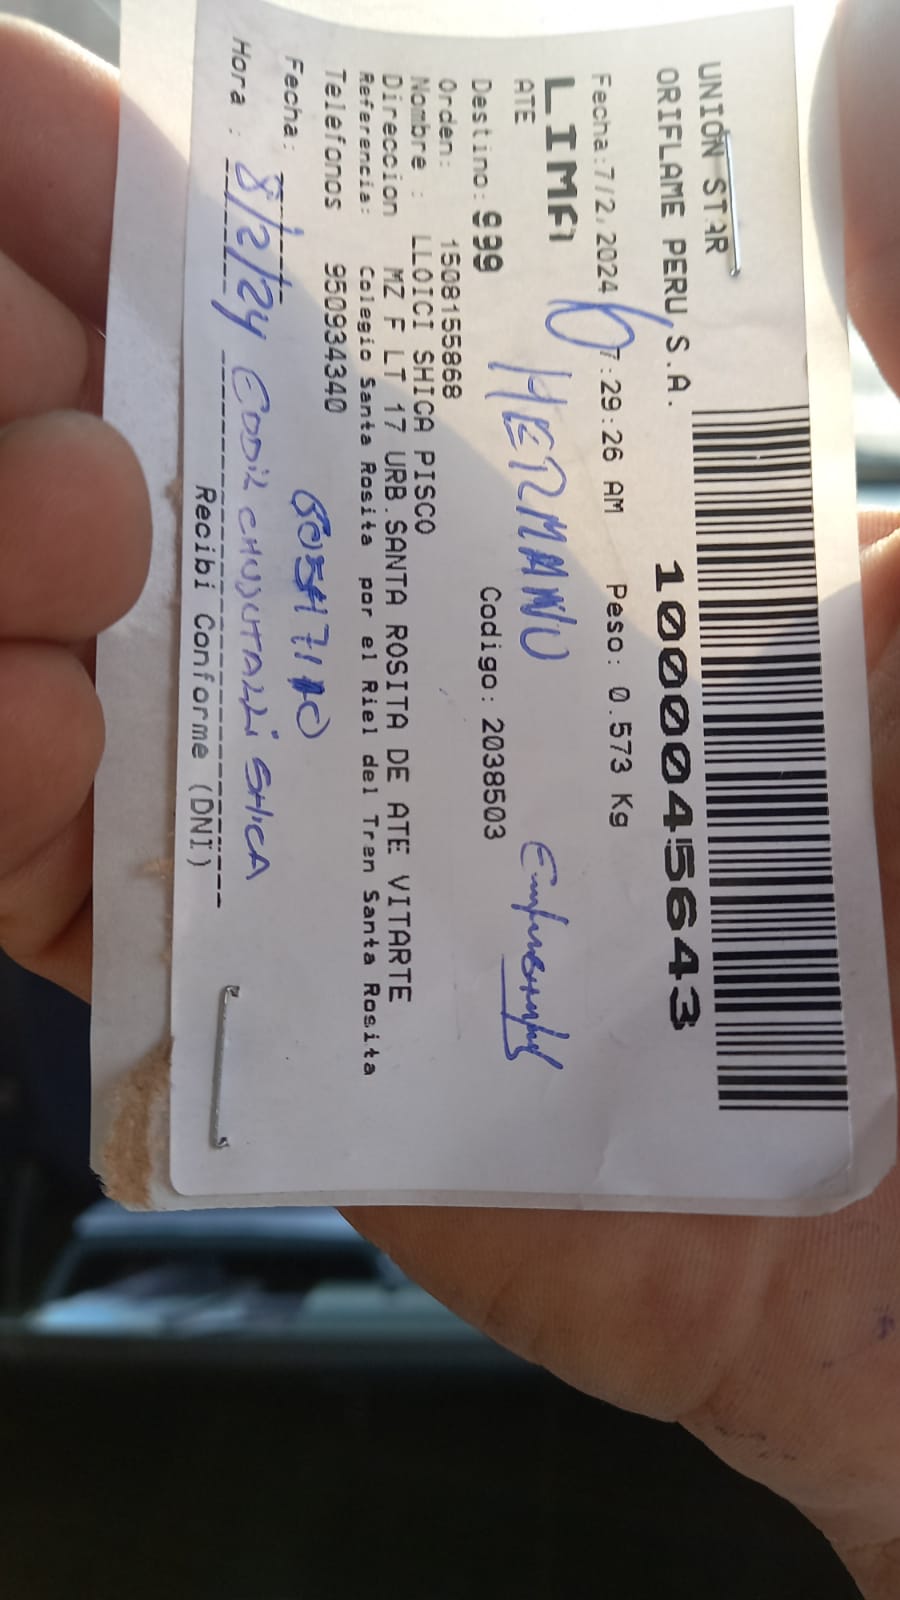 UNION STAR
ORIFLAME PERU S.A.
1000045643
Fecha:7/2,2024 7:29:26 AM Peso: 0.573 Kg
LIMA
ATE
HERMANO
Destino: 999 Codigo: 2038503
Orden: 1508155868
Nombre : LLOICI SHICA PISCO
Direccion MZ F LT 17 URB.SANTA ROSITA DE ATE VITARTE
Referencia: Colegio Santa Rosita por el Riel del Tren Santa Rosita
Telefonos 950934340
Fecha: 8/2/24
Hora : SHICA
Recibi Conforme (DNI)